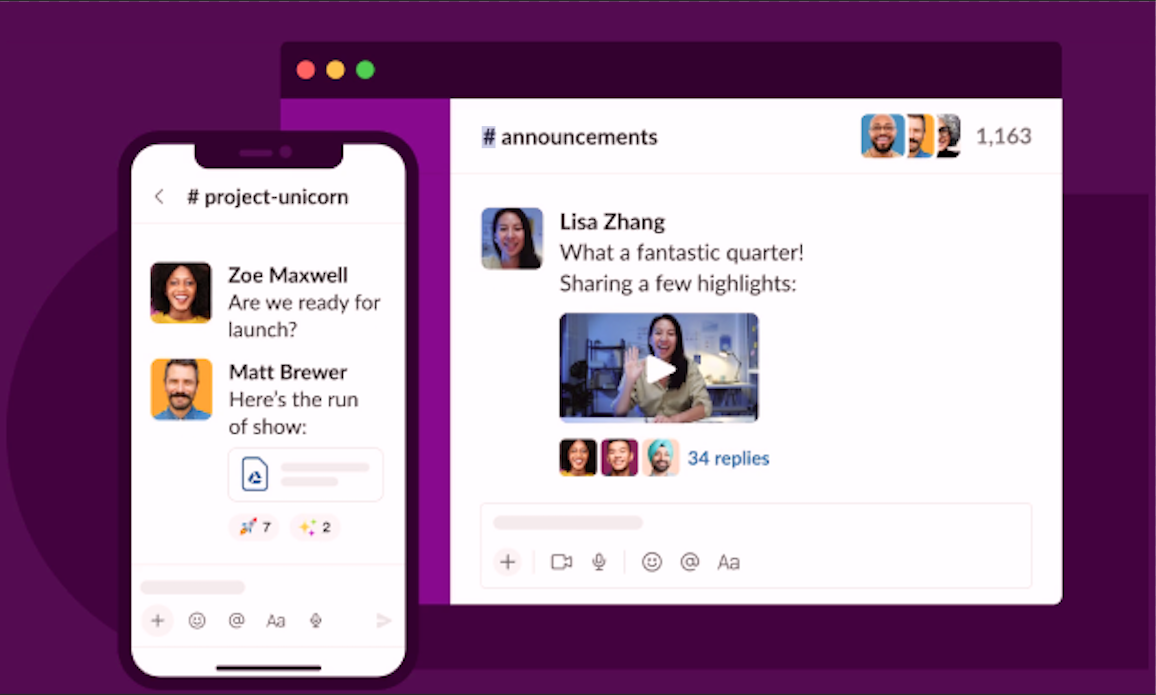 # project-unicorn
Zoe Maxwell
Are we ready for
launch?
Matt Brewer
Here's the run
of show:
7
2
@
Aa
# announcements
1,163
Lisa Zhang
What a fantastic quarter!
Sharing a few highlights:
34 replies
@
Aa